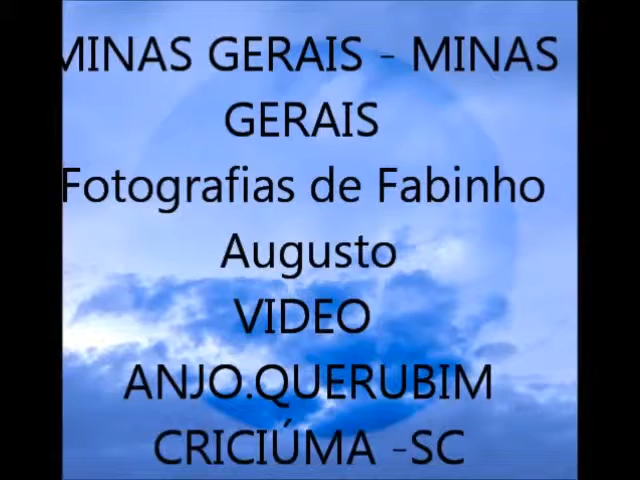 MINAS GERAIS - MINAS
GERAIS
Fotografias de Fabinho
Augusto
VIDEO
ANJO.QUERUBIM
CRICIÚMA -SC